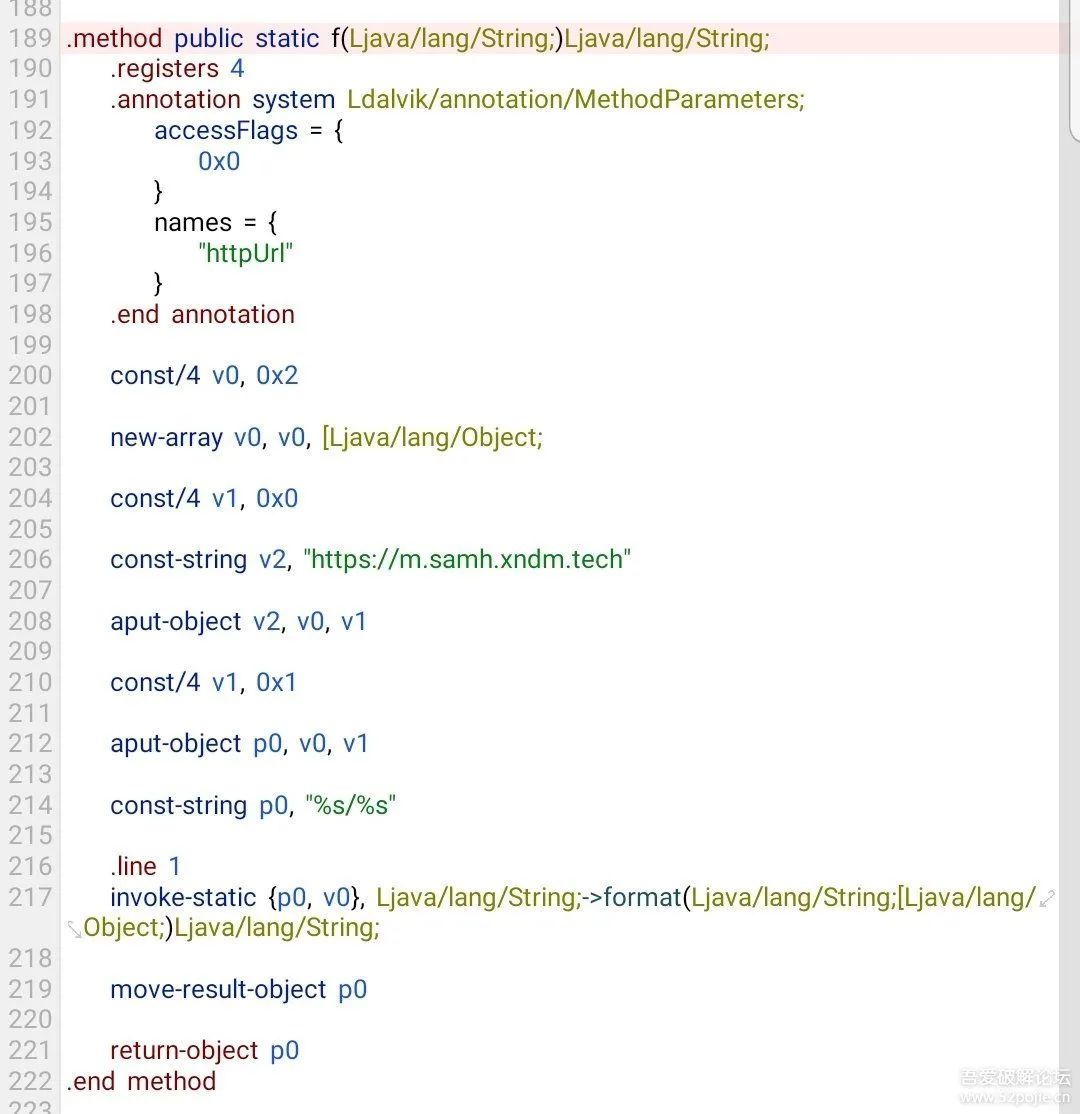 188
189 .method public static f(Ljava/lang/String;)Ljava/lang/String;
190 .registers 4
191 .annotation system Ldalvik/annotation/MethodParameters;
192 accessFlags = {
193 0x0
194 }
195 names = {
196 "httpUrl"
197 }
198 .end annotation
199
200 const/4 v0, 0x2
201
202 new-array v0, v0, [Ljava/lang/Object;
203
204 const/4 v1, 0x0
205
206 const-string v2, "https://m.samh.xndm.tech"
207
208 aput-object v2, v0, v1
209
210 const/4 v1, 0x1
211
212 aput-object p0, v0, v1
213
214 const-string p0, "%s/%s"
215
216 .line 1
217 invoke-static {p0, v0}, Ljava/lang/String;->format(Ljava/lang/String;[Ljava/lang/
Object;)Ljava/lang/String;
218
219 move-result-object p0
220
221 return-object p0
222 .end method
223
吾爱破解论坛
www.52pojie.cn